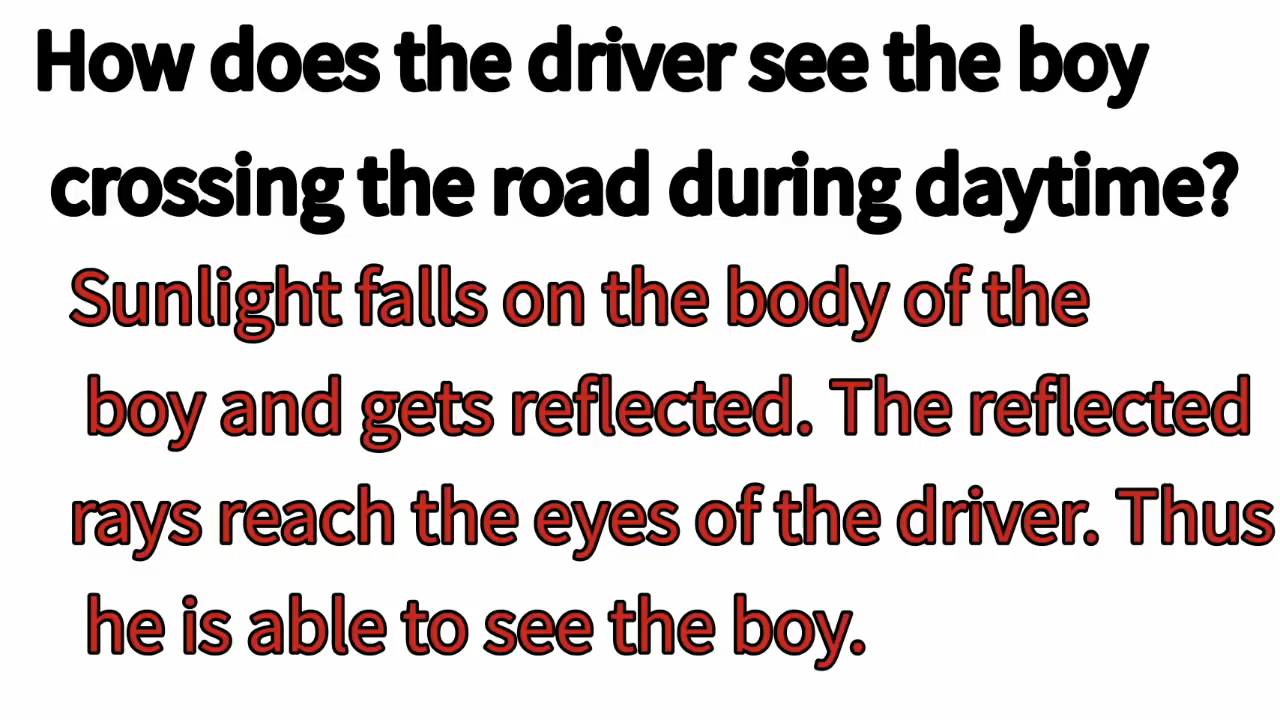 How does the driver see the boy
crossing the road during daytime?
Sunlight falls on the body of the
boy and gets reflected. The reflected
rays reach the eyes of the driver. Thus
he is able to see the boy.